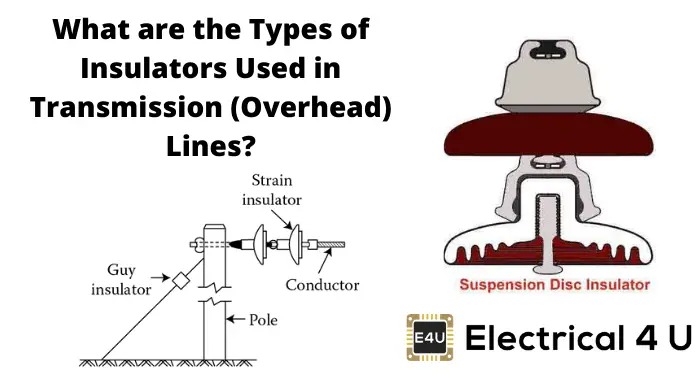 What are the Types of
Insulators Used in
Transmission (Overhead)
Lines?
Strain
insulator
Guy
insulator
Conductor
Pole
Suspension Disc Insulator
E4U
Electrical 4 U